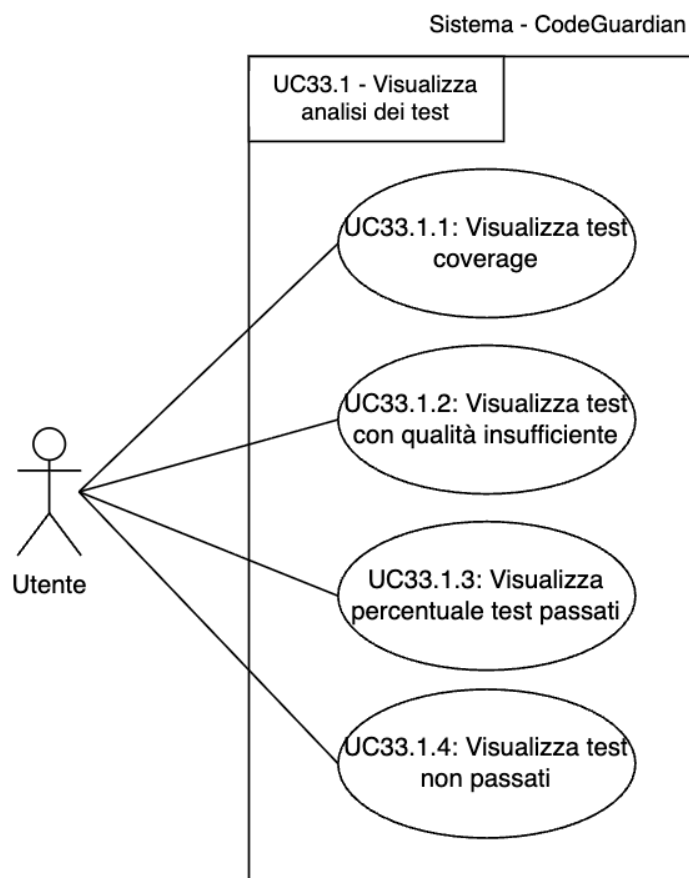 Sistema - CodeGuardian
UC33.1 - Visualizza
analisi dei test
UC33.1.1: Visualizza test
coverage
UC33.1.2: Visualizza test
con qualità insufficiente
Utente
UC33.1.3: Visualizza
percentuale test passati
UC33.1.4: Visualizza test
non passati